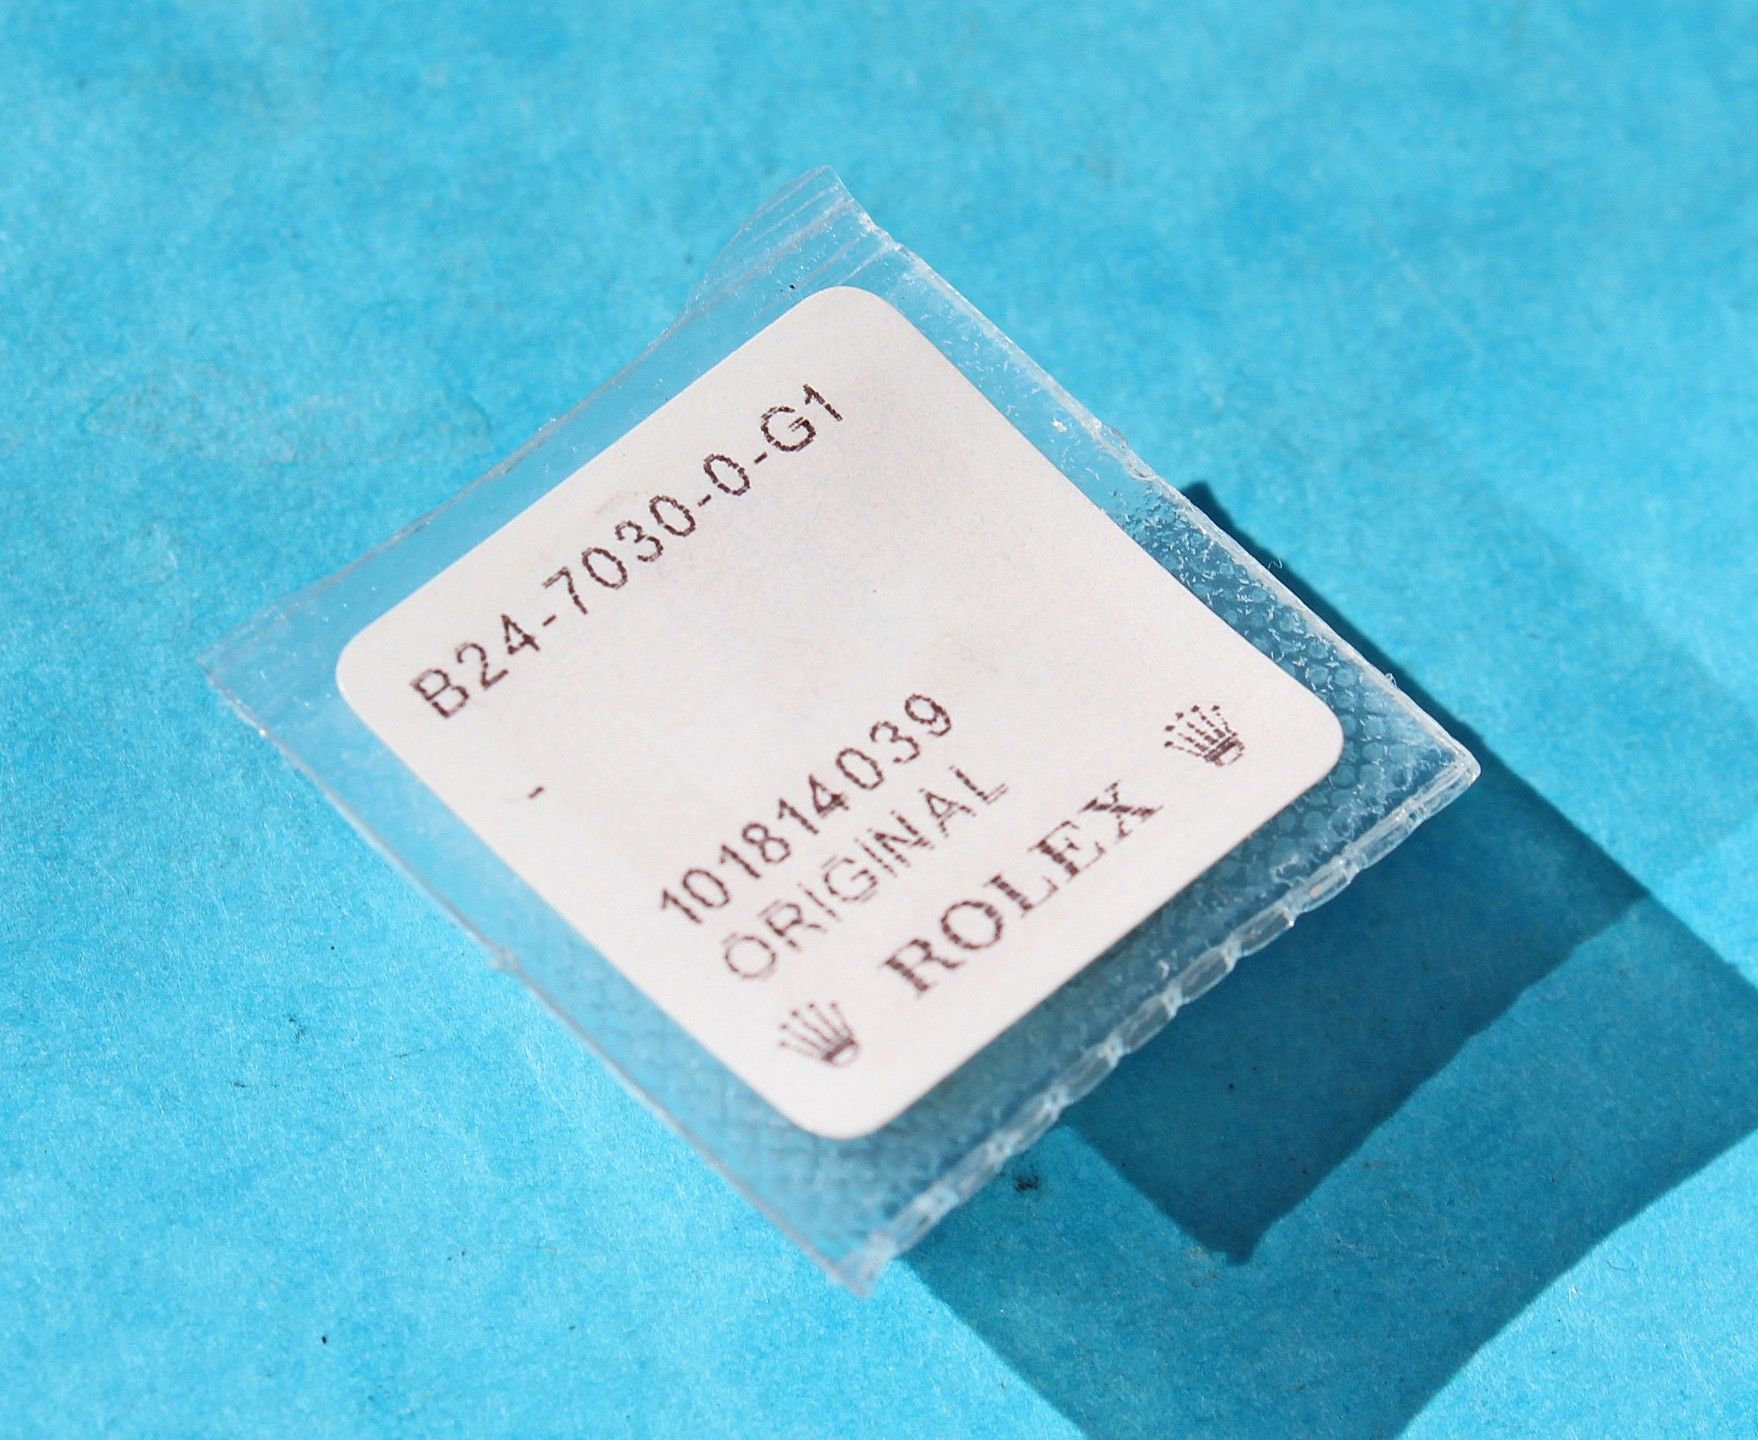 B24-7030-0-G1
-
101814039
ORIGINAL
ROLEX